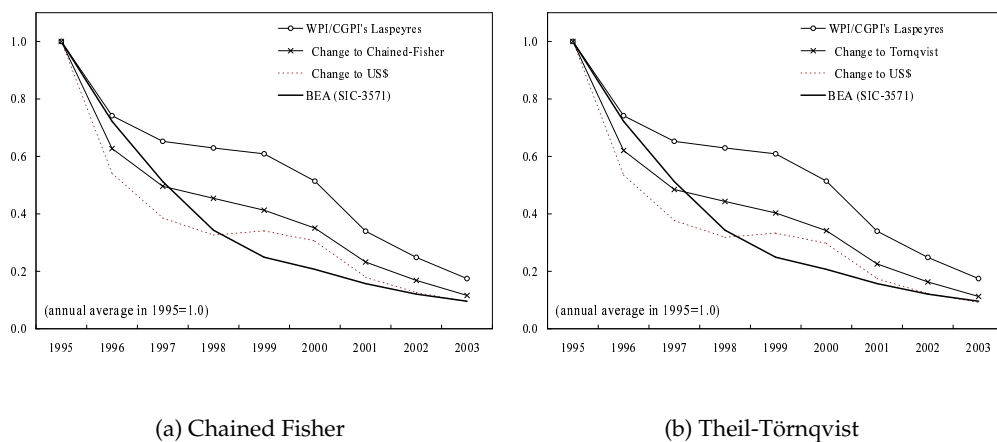 WPI/CGPI's Laspeyres
Change to Chained-Fisher
Change to US$
BEA (SIC-3571)
1.0
0.8
0.6
0.4
0.2
0.0
(annual average in 1995=1.0)
1995 1996 1997 1998 1999 2000 2001 2002 2003
(a) Chained Fisher
WPI/CGPI's Laspeyres
Change to Tornqvist
Change to US$
BEA (SIC-3571)
1.0
0.8
0.6
0.4
0.2
0.0
(annual average in 1995=1.0)
1995 1996 1997 1998 1999 2000 2001 2002 2003
(b) Theil-Törnqvist